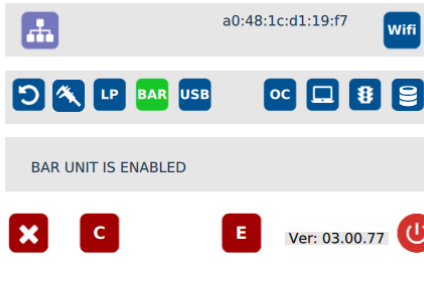 a0:48:1c:d1:19:f7 Wifi
LP BAR USB OC
BAR UNIT IS ENABLED
C E Ver: 03.00.77